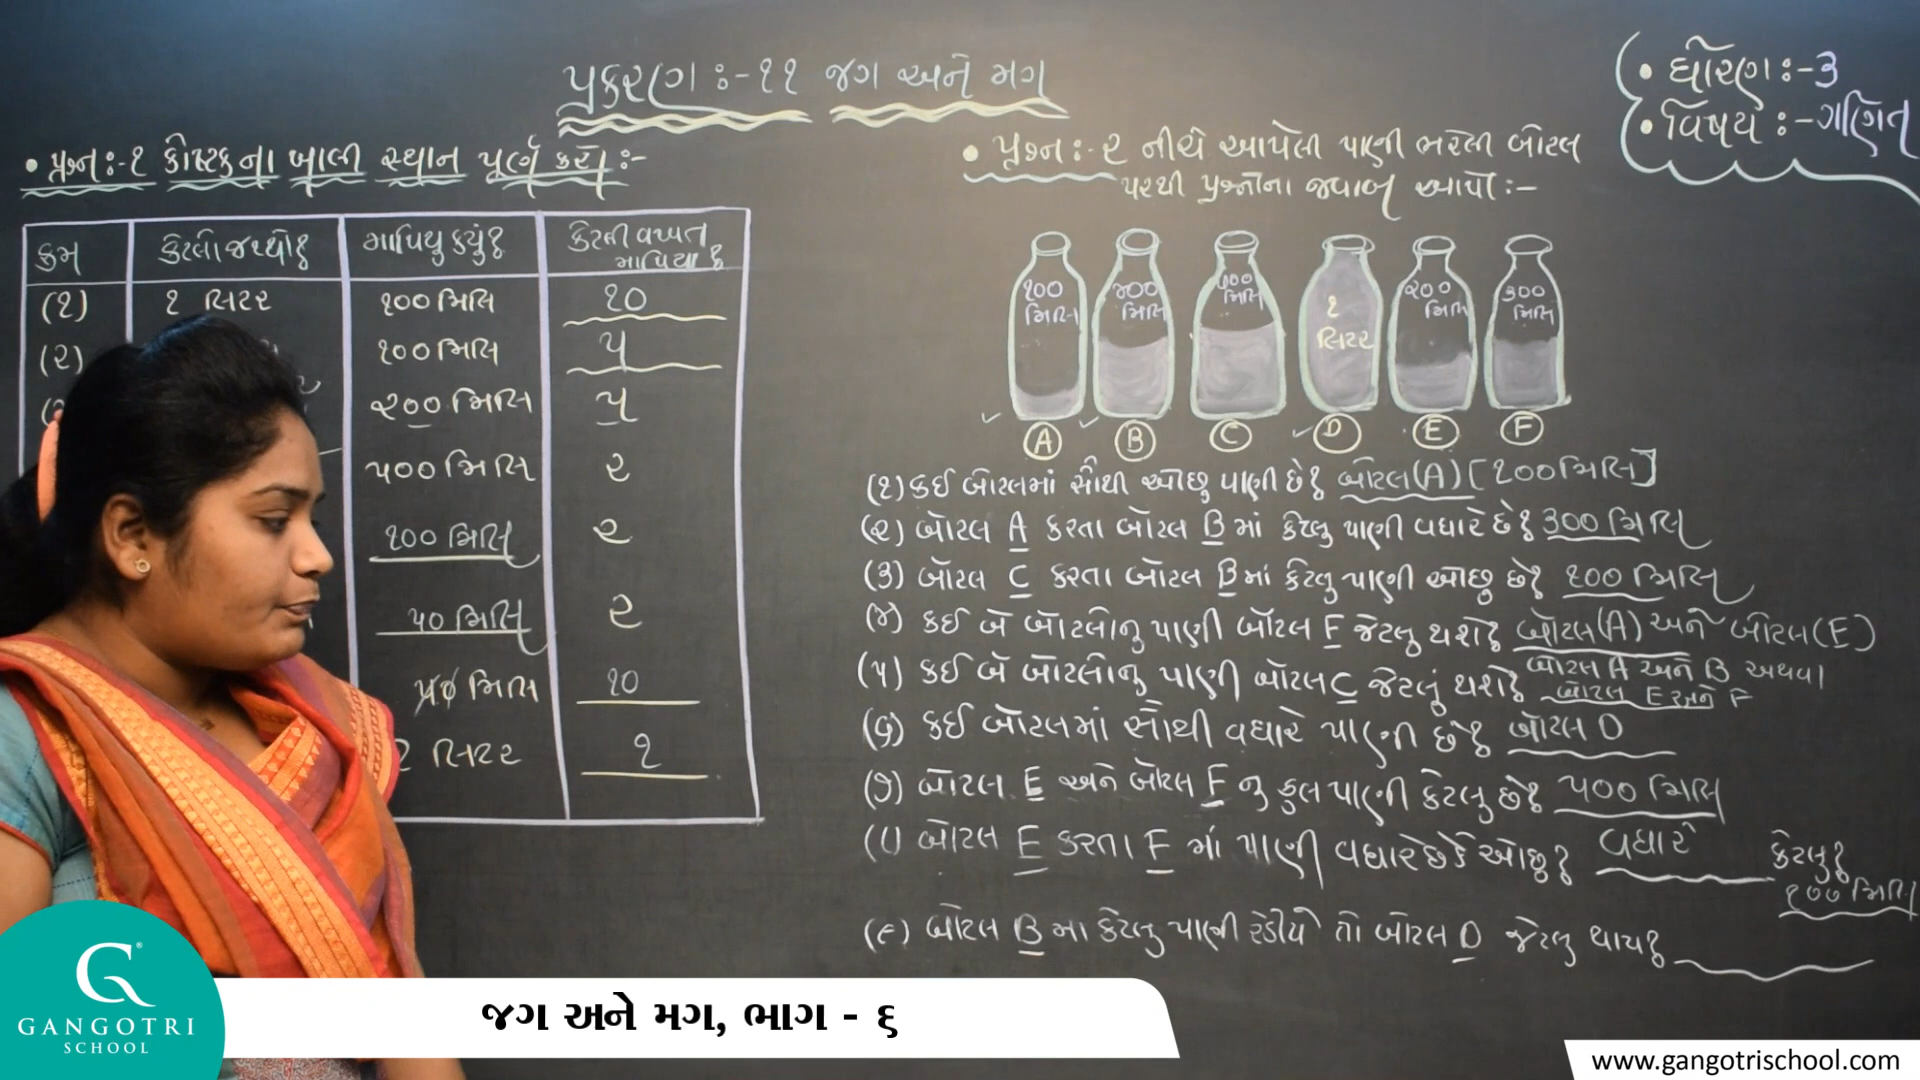 પ્રકરણ :- ૧૧ જગ અને મગ
• ધોરણ :- ૩
• વિષય :- ગણિત
• પ્રશ્ન :- ૧ કોષ્ટકના ખાલી સ્થાન પૂર્ણ કરો :-
ક્રમ કેટલો જથ્થો? માપિયુ કયું? કેટલી વખત માપિયા?
(૧) ૧ લિટર ૧૦૦ મિલિ ૧૦
(૨) ૧૦૦ મિલિ ૫
૨૦૦ મિલિ ૫
૫૦૦ મિલિ ૨
૧૦૦ મિલિ ૨
૫૦ મિલિ ૨
મિલિ ૧૦
લિટર ૧
• પ્રશ્ન :- ૨ નીચે આપેલી પાણી ભરેલી બોટલ
પરથી પ્રશ્નોના જવાબ આપો :-
૧૦૦ મિલિ ૪૦૦ મિલિ ૫૦૦ મિલિ ૧ લિટર ૨૦૦ મિલિ ૩૦૦ મિલિ
A B C D E F
(૧) કઈ બોટલમાં સૌથી ઓછુ પાણી છે? બોટલ (A) [૧૦૦ મિલિ]
(૨) બોટલ A કરતા બોટલ B માં કેટલુ પાણી વધારે છે? ૩૦૦ મિલિ
(૩) બોટલ C કરતા બોટલ B માં કેટલુ પાણી ઓછુ છે? ૧૦૦ મિલિ
(૪) કઈ બે બોટલોનુ પાણી બોટલ F જેટલુ થશે? બોટલ (A) અને બોટલ (E)
(૫) કઈ બે બોટલોનુ પાણી બોટલ C જેટલું થશે? બોટલ A અને B અથવા
બોટલ E અને F
(૬) કઈ બોટલમાં સૌથી વધારે પાણી છે? બોટલ D
(૭) બોટલ E અને બોટલ F નુ કુલ પાણી કેટલુ છે? ૫૦૦ મિલિ
(૮) બોટલ E કરતા F માં પાણી વધારે છે કે ઓછુ? વધારે કેટલુ?
૧૦૦ મિલિ
(૯) બોટલ B મા કેટલુ પાણી રેડીયે તો બોટલ D જેટલુ થાય?
GANGOTRI
SCHOOL
જગ અને મગ, ભાગ - ૬
www.gangotrischool.com